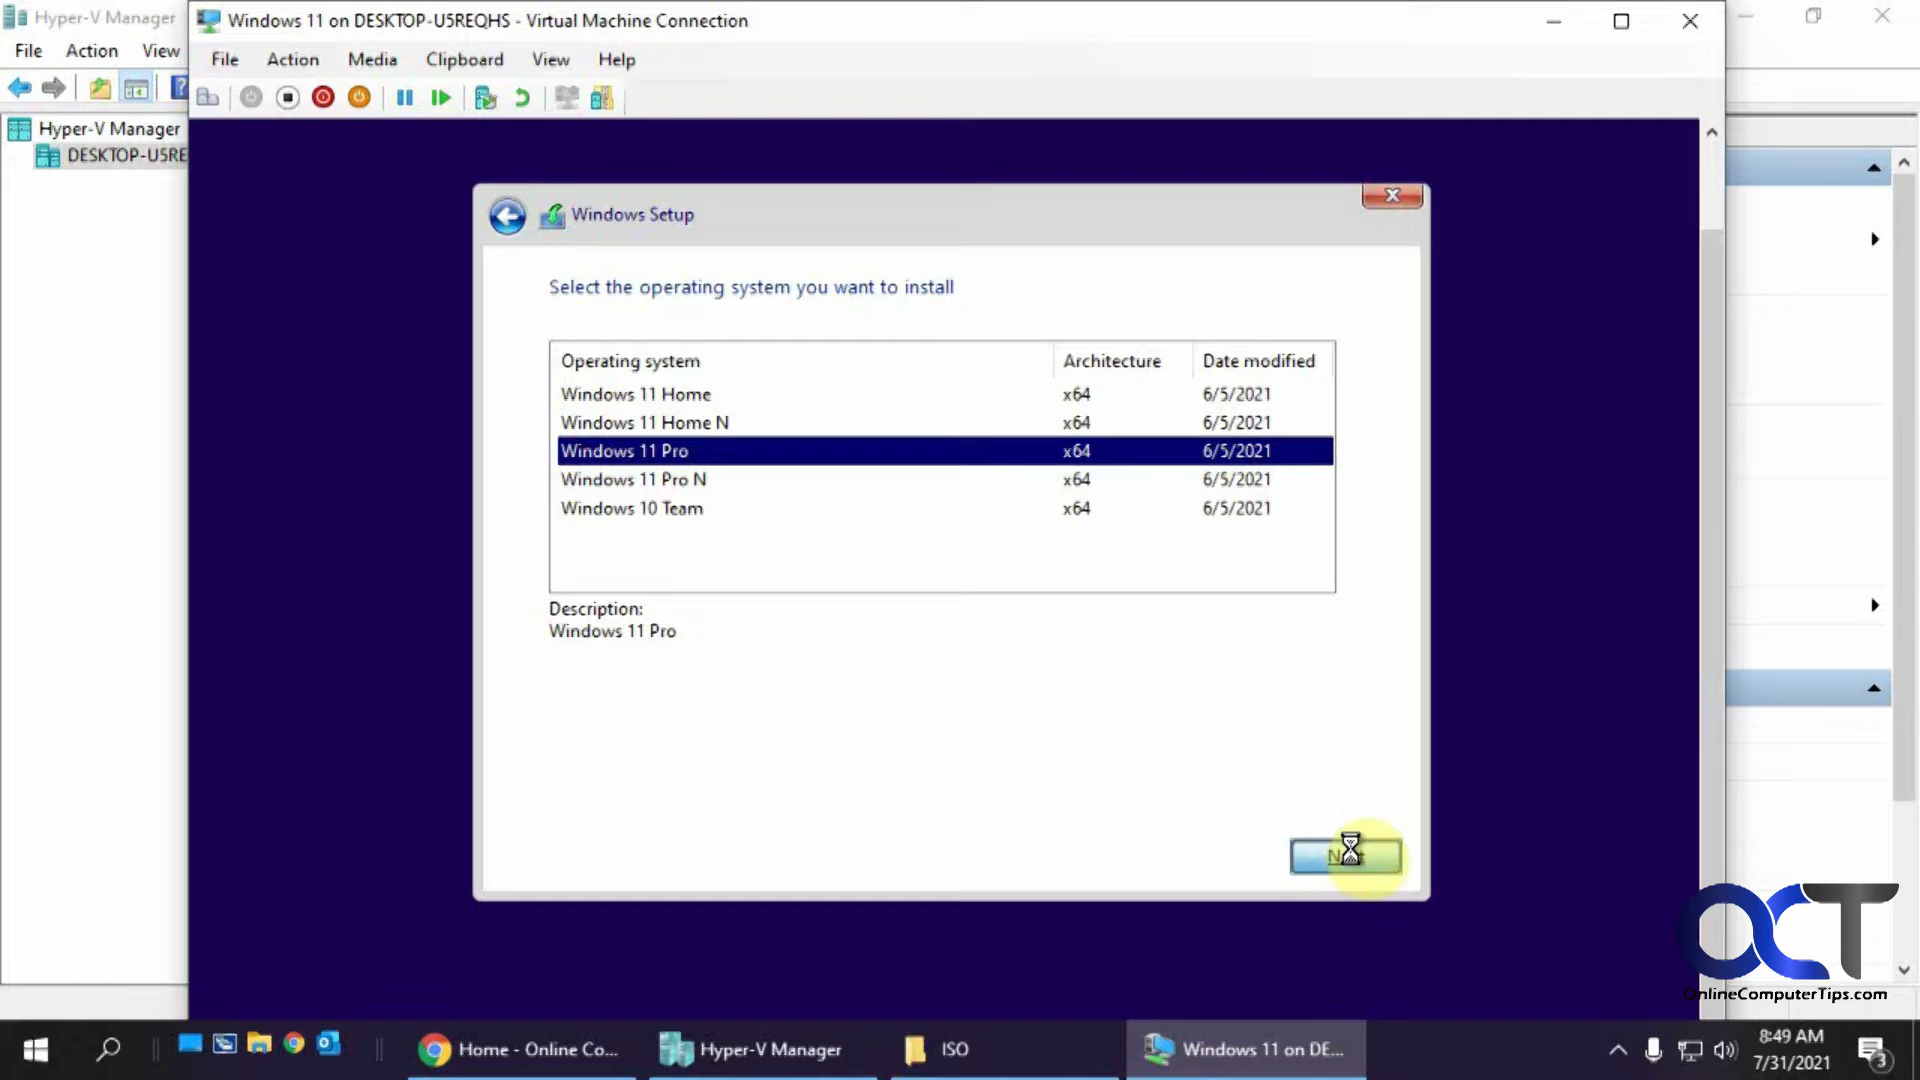 Hyper-V Manager
File Action View
Hyper-V Manager
DESKTOP-U5RE
Windows 11 on DESKTOP-U5REQHS - Virtual Machine Connection
File Action Media Clipboard View Help
Windows Setup
Select the operating system you want to install
Operating system Architecture Date modified
Windows 11 Home x64 6/5/2021
Windows 11 Home N x64 6/5/2021
Windows 11 Pro x64 6/5/2021
Windows 11 Pro N x64 6/5/2021
Windows 10 Team x64 6/5/2021
Description:
Windows 11 Pro
OCT
OnlineComputerTips.com
Home - Online Co...
Hyper-V Manager
ISO
Windows 11 on DE...
8:49 AM
7/31/2021
3